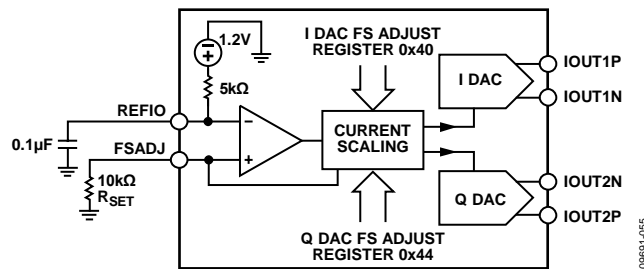 1.2V
I DAC FS ADJUST
REGISTER 0x40
5kΩ
I DAC
IOUT1P
IOUT1N
REFIO
0.1µF
FSADJ
–
+
CURRENT
SCALING
10kΩ
RSET
Q DAC
IOUT2N
IOUT2P
Q DAC FS ADJUST
REGISTER 0x44
09691-055